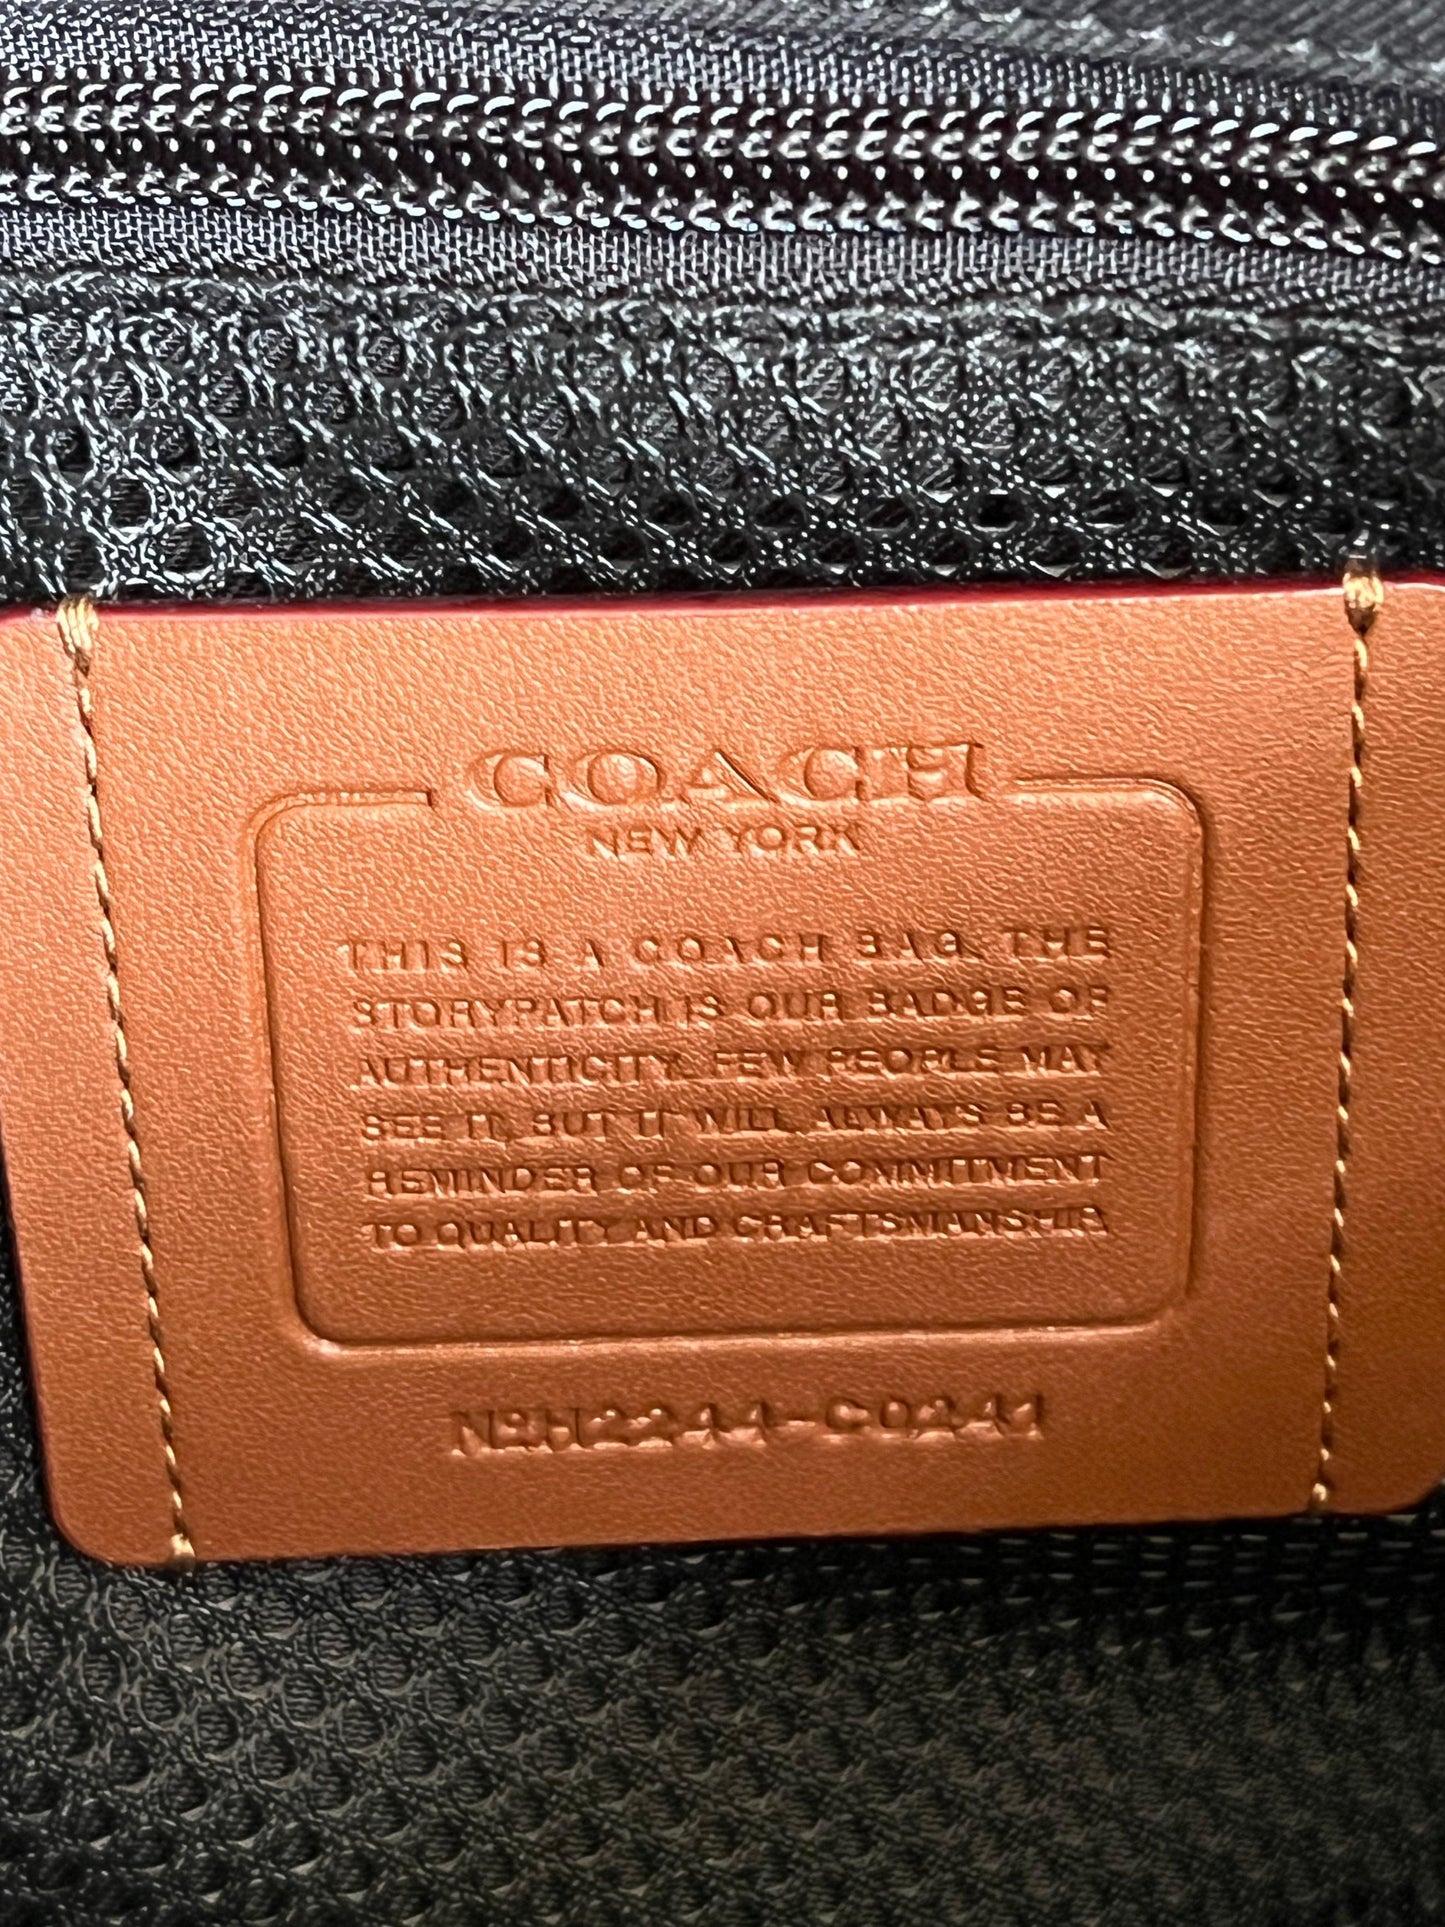 COACH
NEW YORK
THIS IS A COACH BAG. THE
STORYPATCH IS OUR BADGE OF
AUTHENTICITY. FEW PEOPLE MAY
SEE IT, BUT IT WILL ALWAYS BE A
REMINDER OF OUR COMMITMENT
TO QUALITY AND CRAFTSMANSHIP.
Nº H2244-C0241